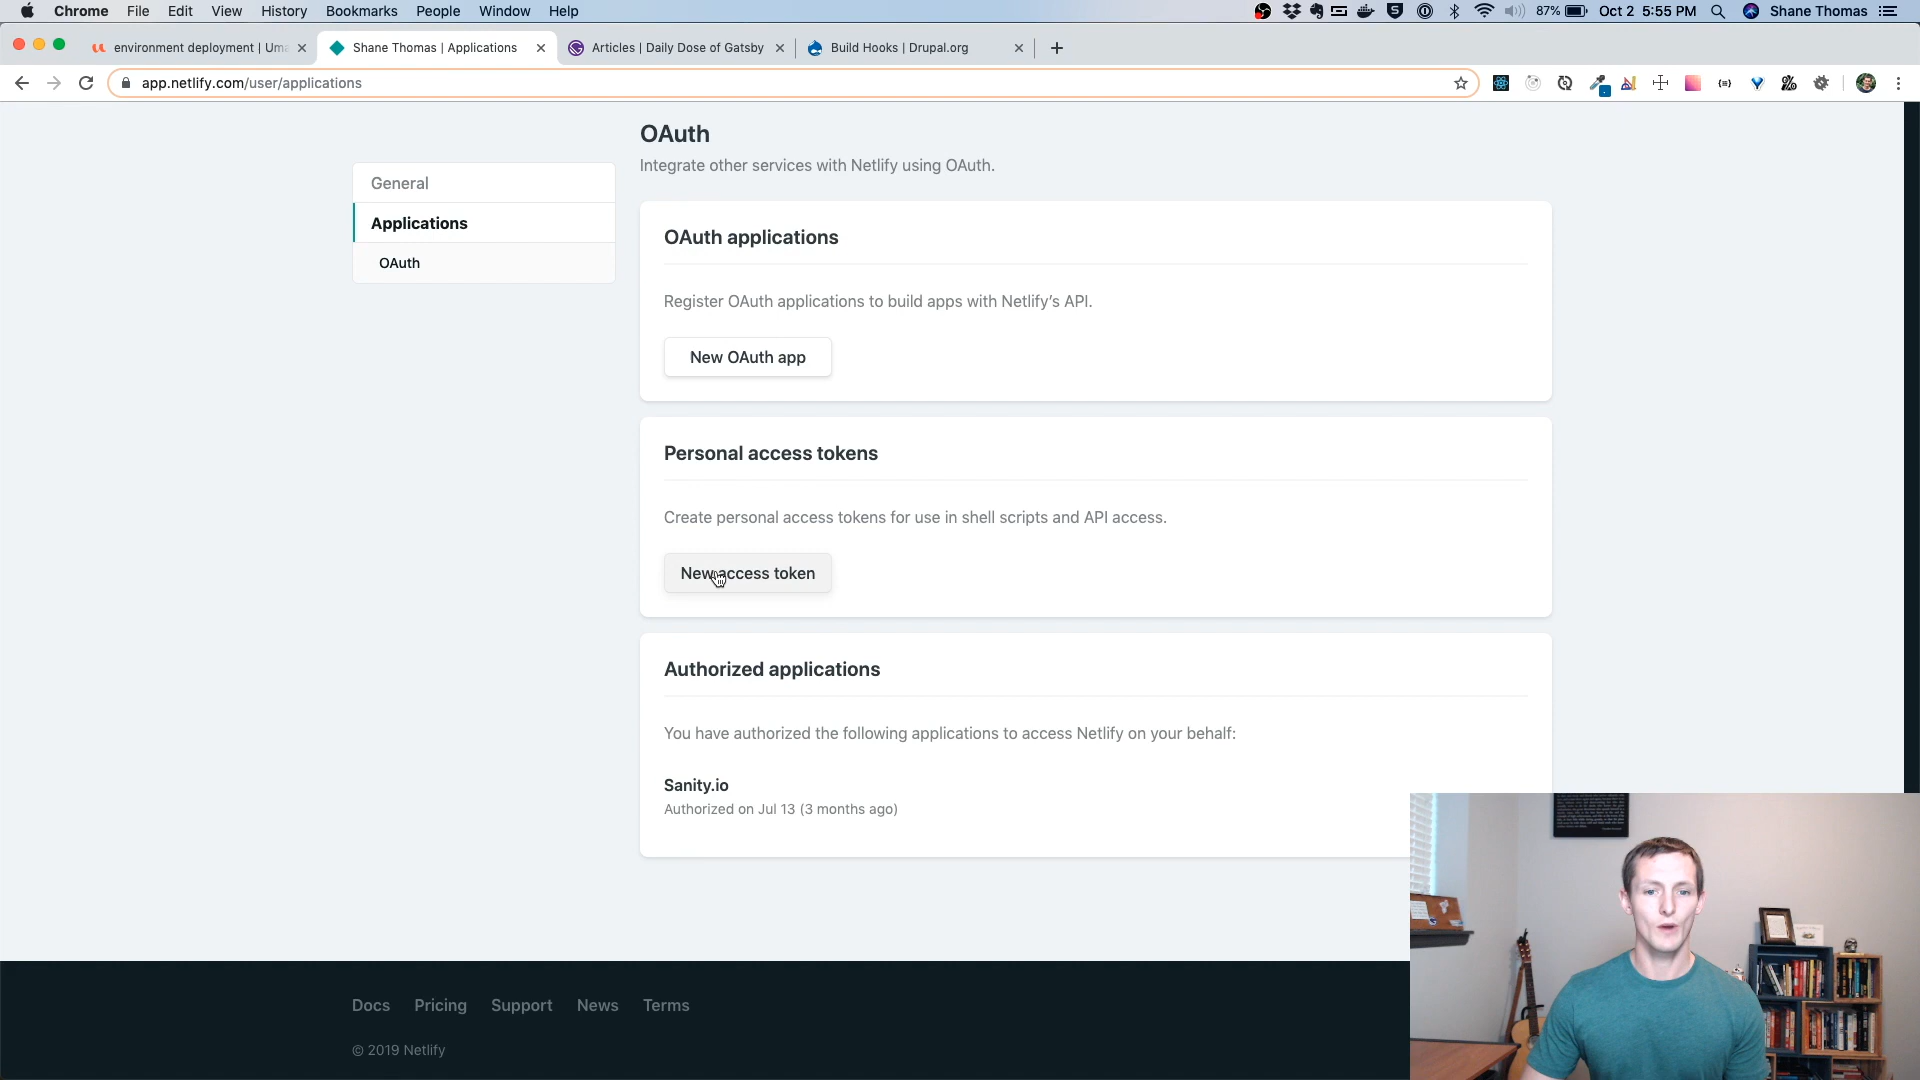 Chrome File Edit View History Bookmarks People Window Help 87% Oct 2 5:55 PM Shane Thomas
environment deployment | Uma Shane Thomas | Applications Articles | Daily Dose of Gatsby Build Hooks | Drupal.org
app.netlify.com/user/applications
OAuth
Integrate other services with Netlify using OAuth.
General
Applications
OAuth
OAuth applications
Register OAuth applications to build apps with Netlify's API.
New OAuth app
Personal access tokens
Create personal access tokens for use in shell scripts and API access.
New access token
Authorized applications
You have authorized the following applications to access Netlify on your behalf:
Sanity.io
Authorized on Jul 13 (3 months ago)
Docs Pricing Support News Terms
© 2019 Netlify